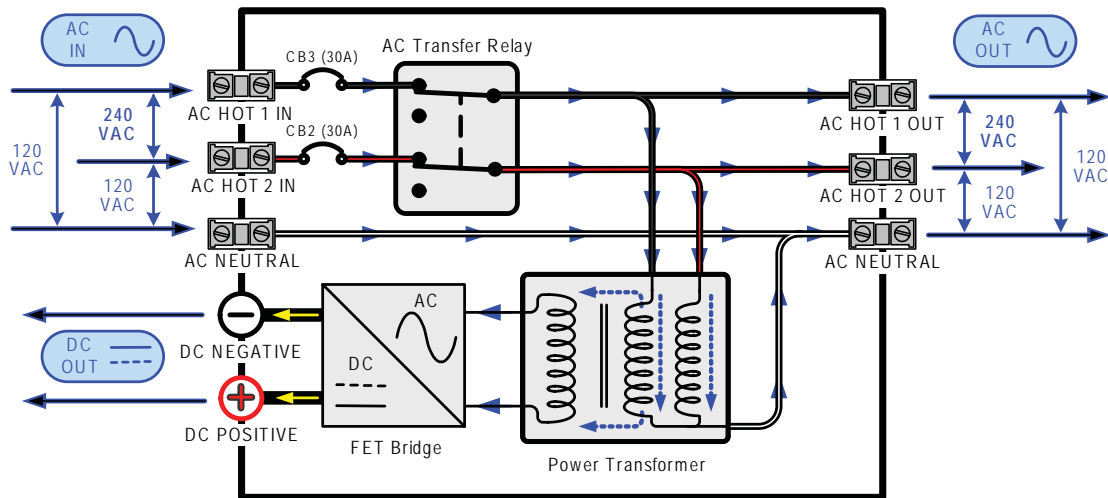 AC
IN
CB3 (30A)
AC Transfer Relay
AC
OUT
AC HOT 1 IN
AC HOT 1 OUT
240
VAC
240
VAC
CB2 (30A)
120
VAC
120
VAC
AC HOT 2 IN
AC HOT 2 OUT
120
VAC
120
VAC
AC NEUTRAL
AC NEUTRAL
AC
DC
DC NEGATIVE
DC
OUT
DC POSITIVE
FET Bridge
Power Transformer